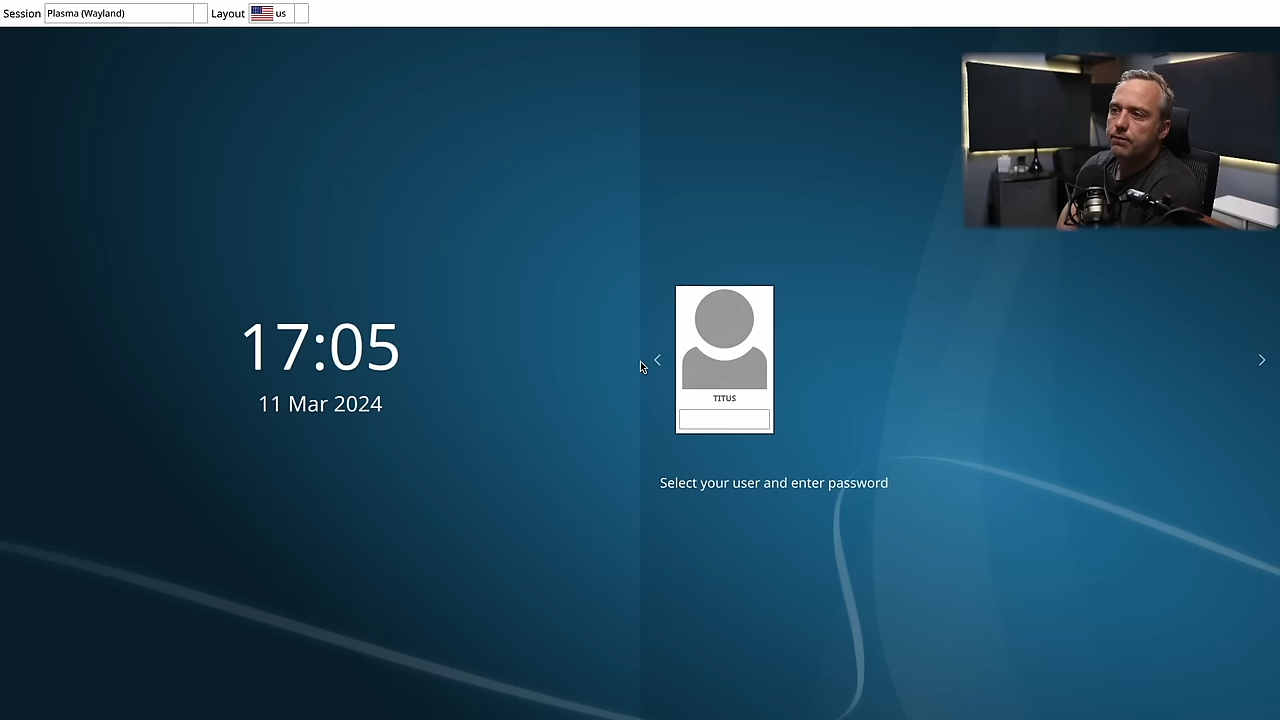 Session Plasma (Wayland) Layout us
17:05
11 Mar 2024
TITUS
Select your user and enter password